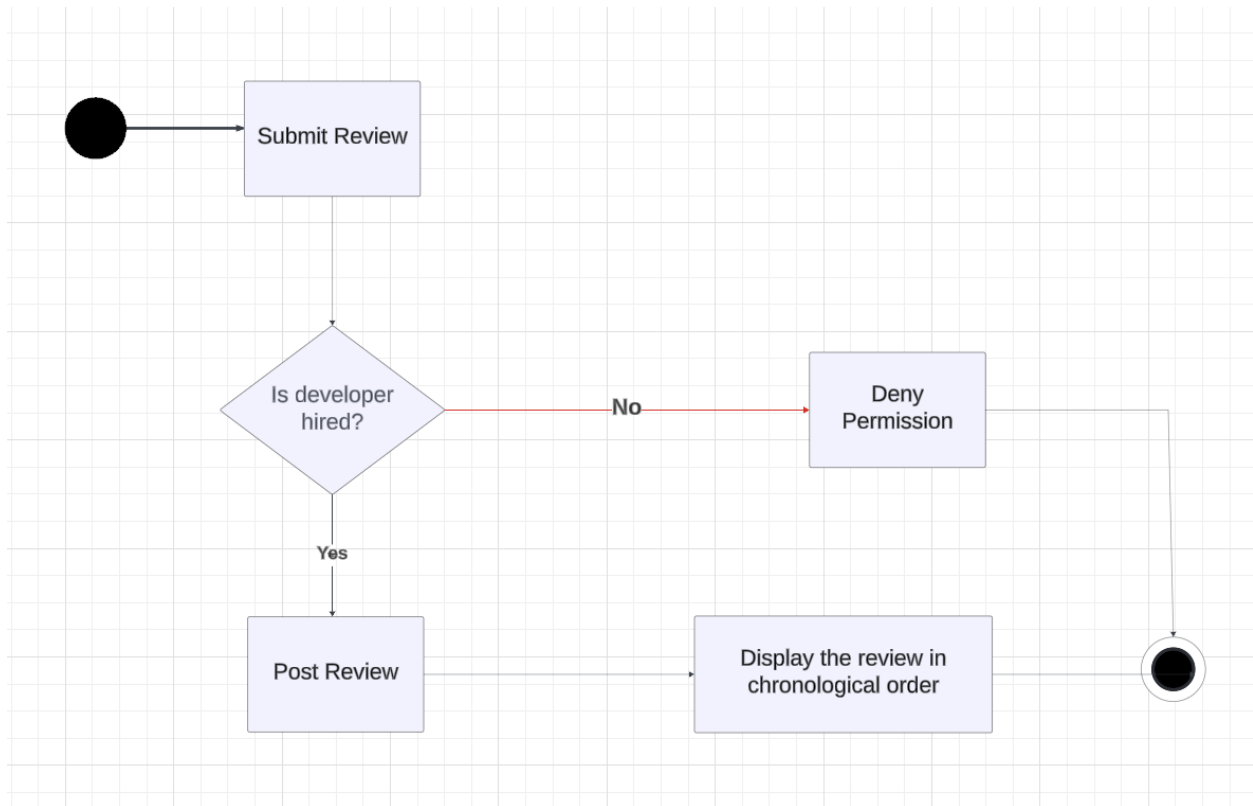 Submit Review
Is developer
hired?
No
Deny
Permission
Yes
Post Review
Display the review in
chronological order